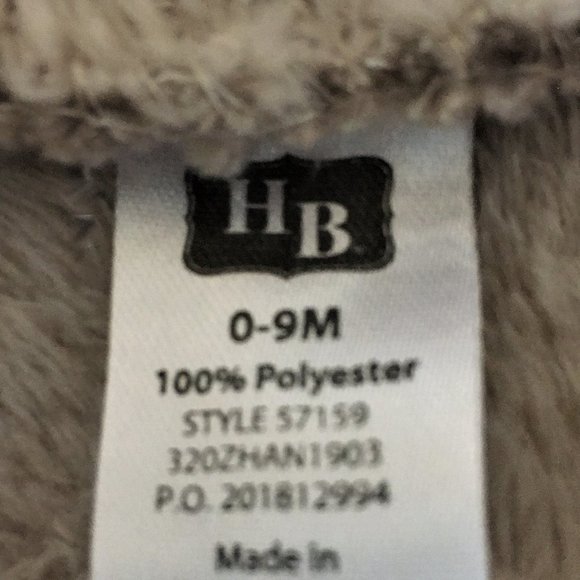 HB
0-9M
100% Polyester
STYLE 57159
320ZHAN1903
P.O. 201812994
Made in